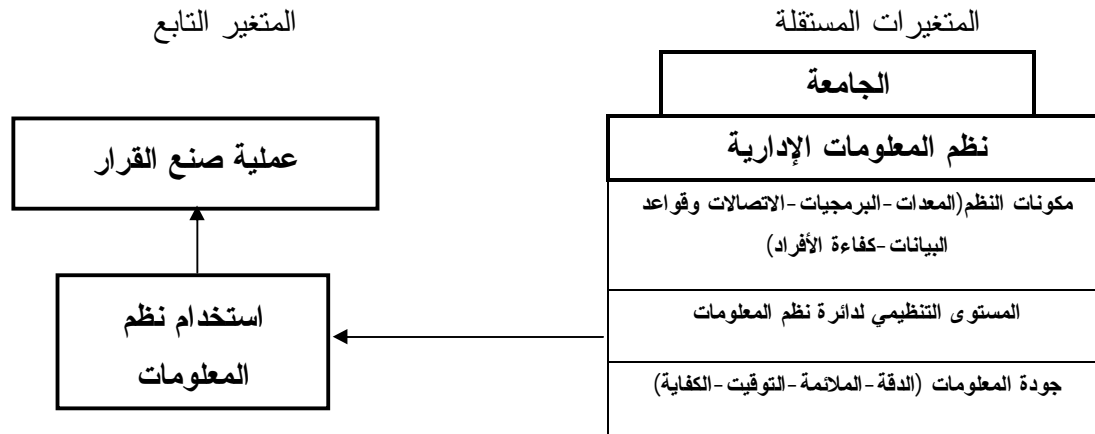 المتغيرات المستقلة
المتغير التابع
الجامعة
نظم المعلومات الإدارية
مكونات النظم(المعدات-البرمجيات-الاتصالات وقواعد
البيانات-كفاءة الأفراد)
المستوى التنظيمي لدائرة نظم المعلومات
جودة المعلومات (الدقة-الملائمة-التوقيت-الكفاية)
عملية صنع القرار
استخدام نظم
المعلومات